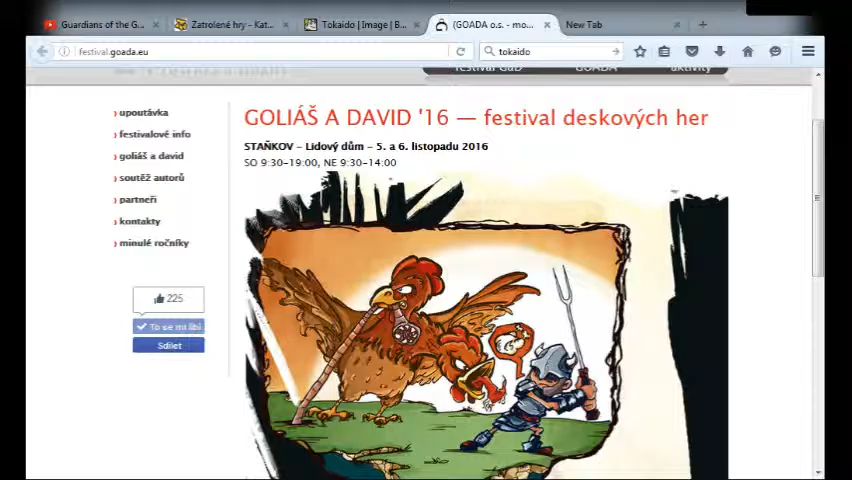 Guardians of the G...
Zatrolené hry – Kat...
Tokaido | Image | B...
(GOADA o.s. - mo...
New Tab
festival.goada.eu
tokaido
GOADA
aktivity
upoutávka
festivalové info
goliáš a david
soutěž autorů
partneři
kontakty
minulé ročníky
225
To se mi líbí
Sdílet
GOLIÁŠ A DAVID '16 — festival deskových her
STAŇKOV – Lidový dům – 5. a 6. listopadu 2016
SO 9:30–19:00, NE 9:30–14:00